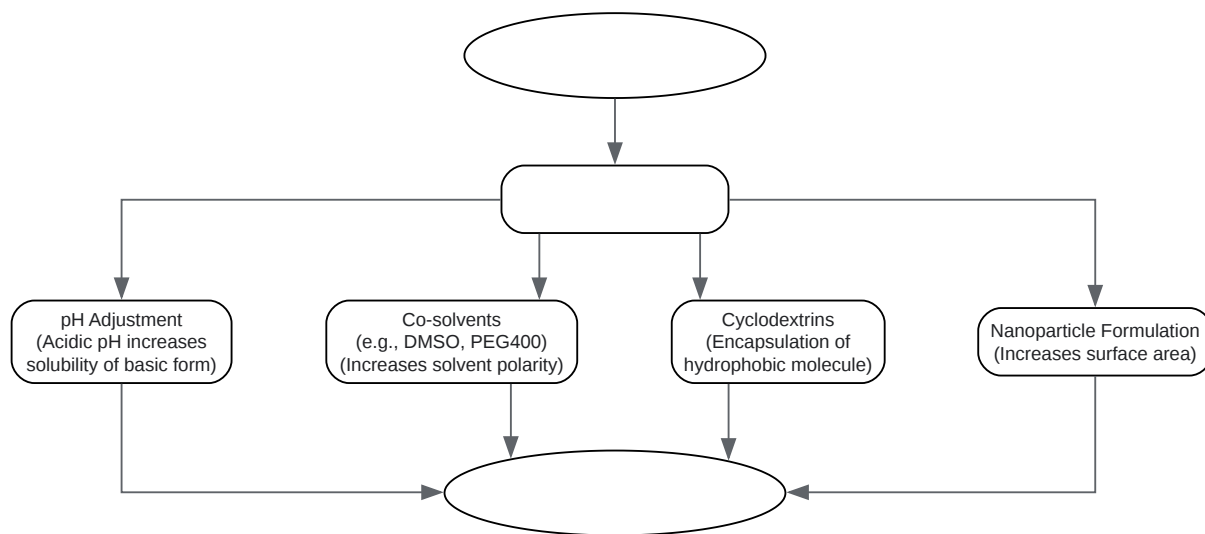 pH Adjustment
(Acidic pH increases
solubility of basic form)
Co-solvents
(e.g., DMSO, PEG400)
(Increases solvent polarity)
Cyclodextrins
(Encapsulation of
hydrophobic molecule)
Nanoparticle Formulation
(Increases surface area)